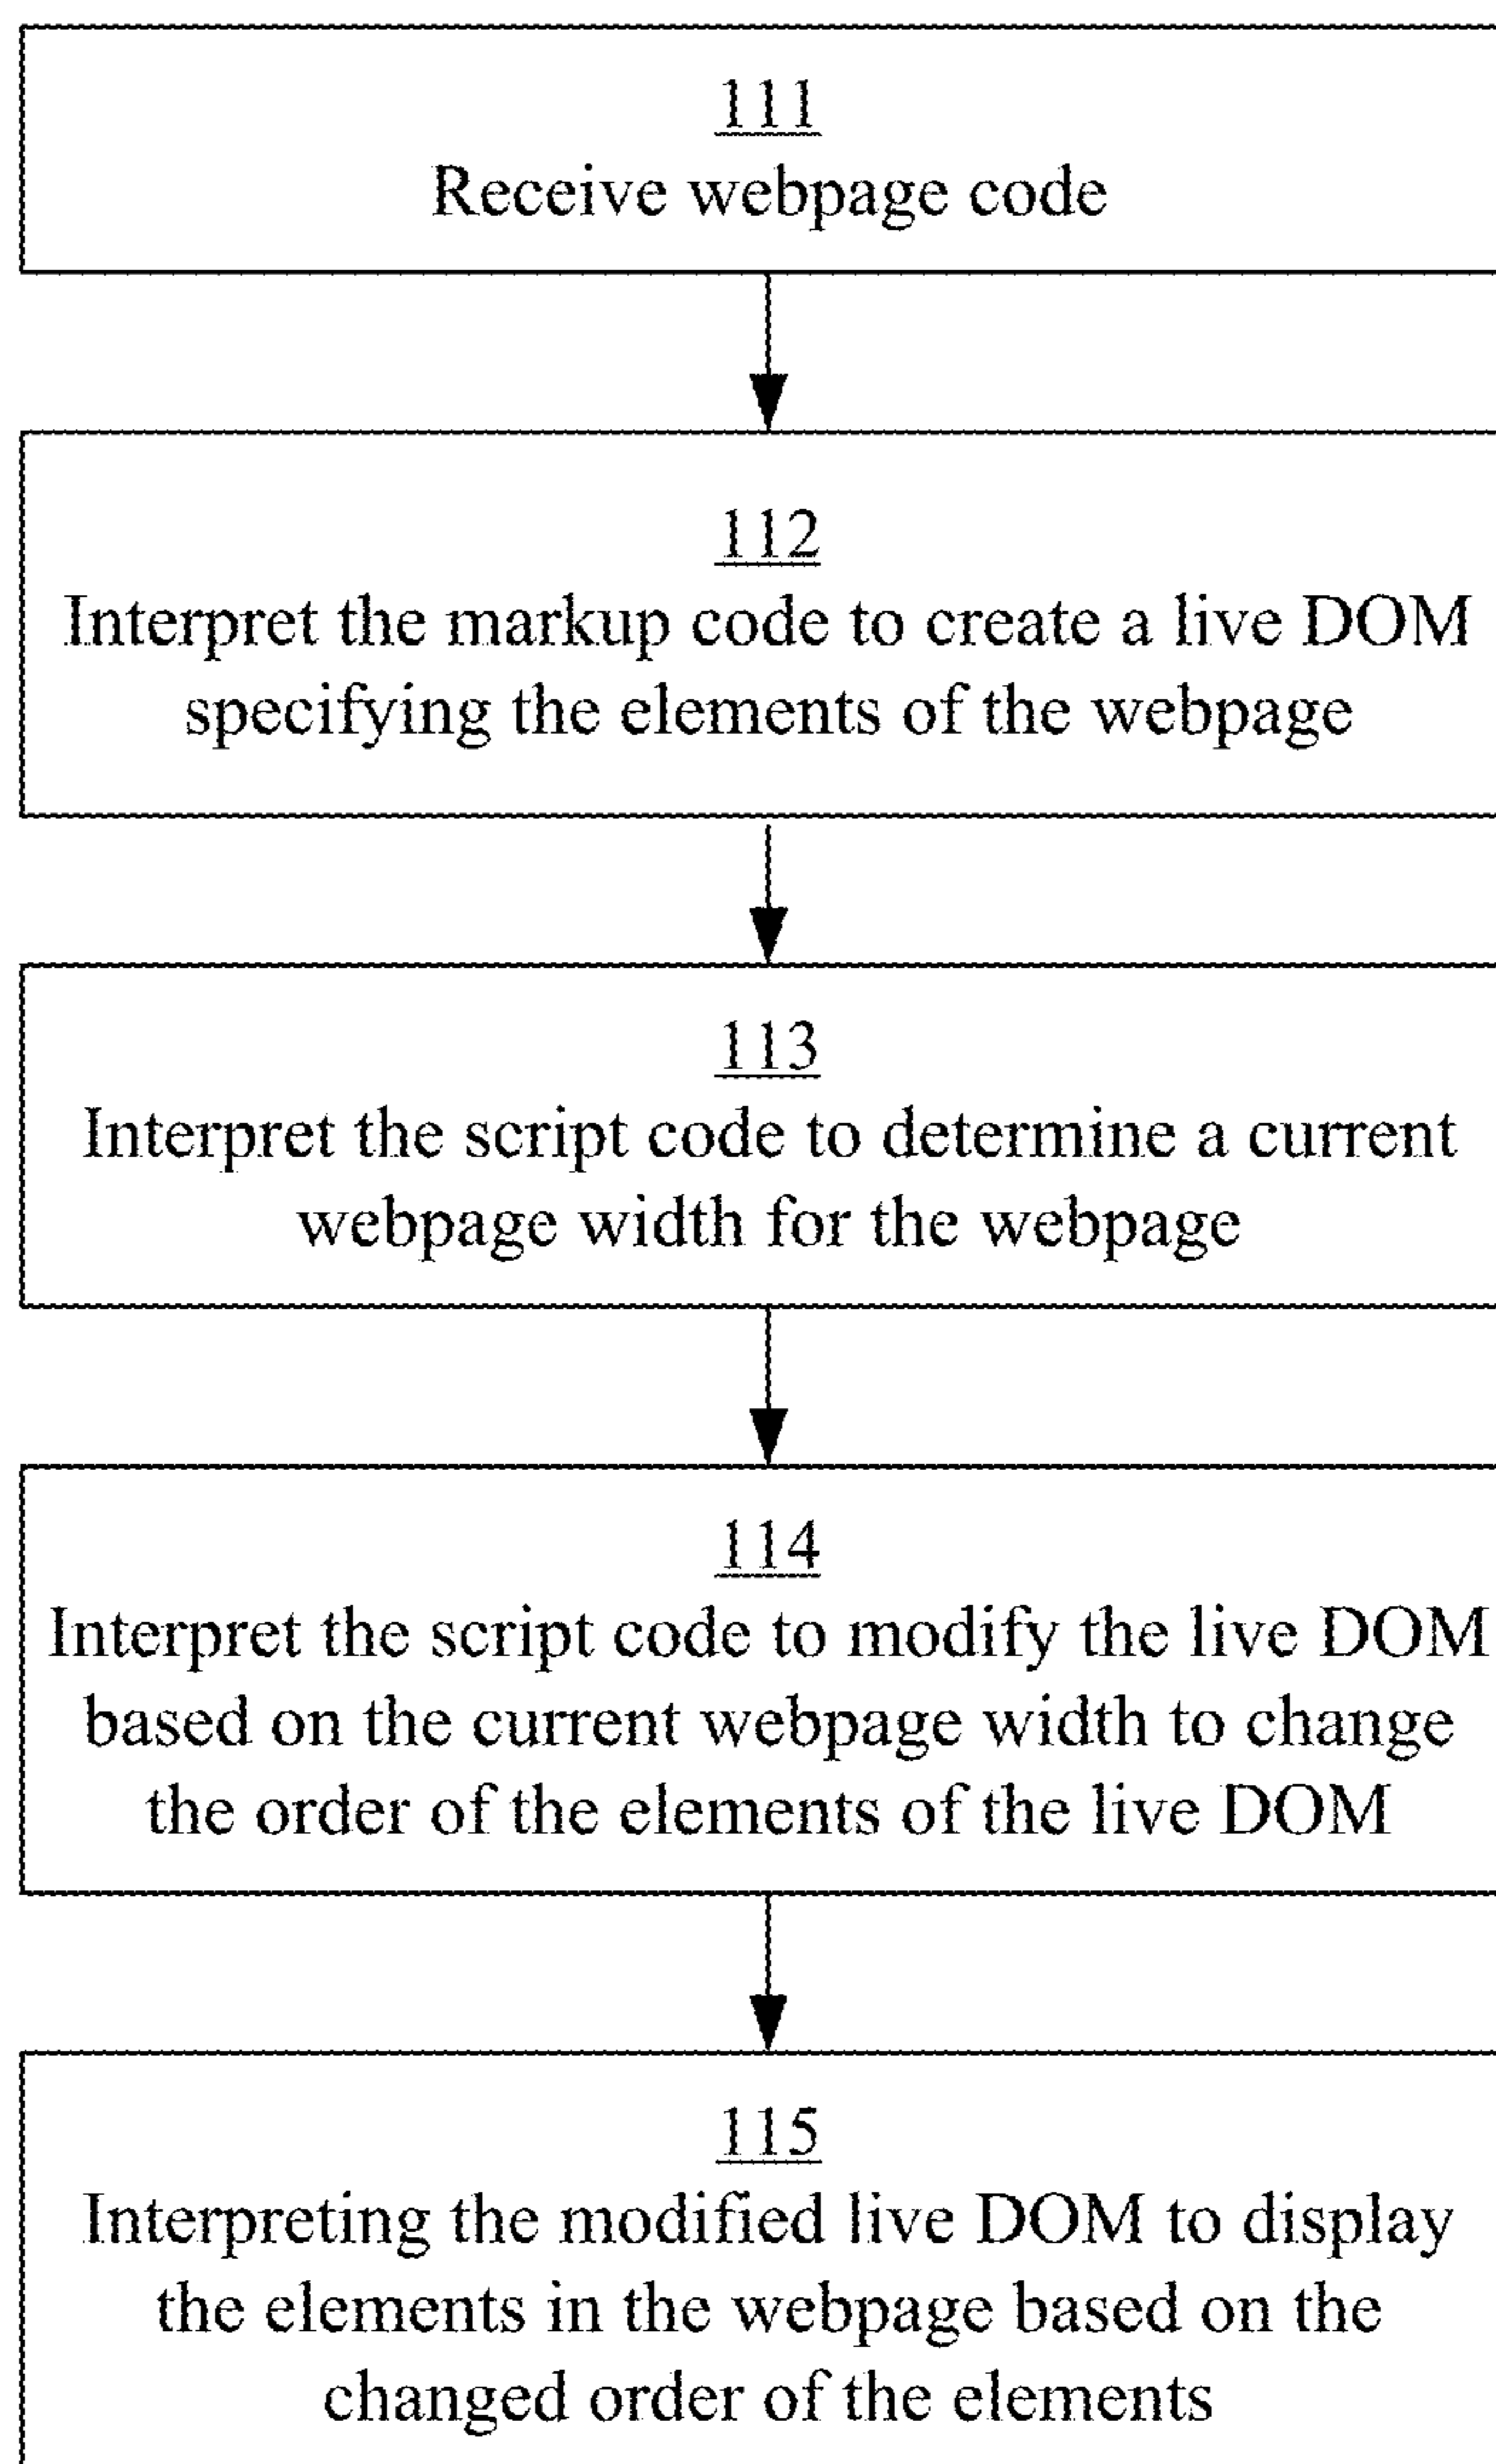 111
Receive webpage code
112
Interpret the markup code to create a live DOM
specifying the elements of the webpage
113
Interpret the script code to determine a current
webpage width for the webpage
114
Interpret the script code to modify the live DOM
based on the current webpage width to change
the order of the elements of the live DOM
115
Interpreting the modified live DOM to display
the elements in the webpage based on the
changed order of the elements